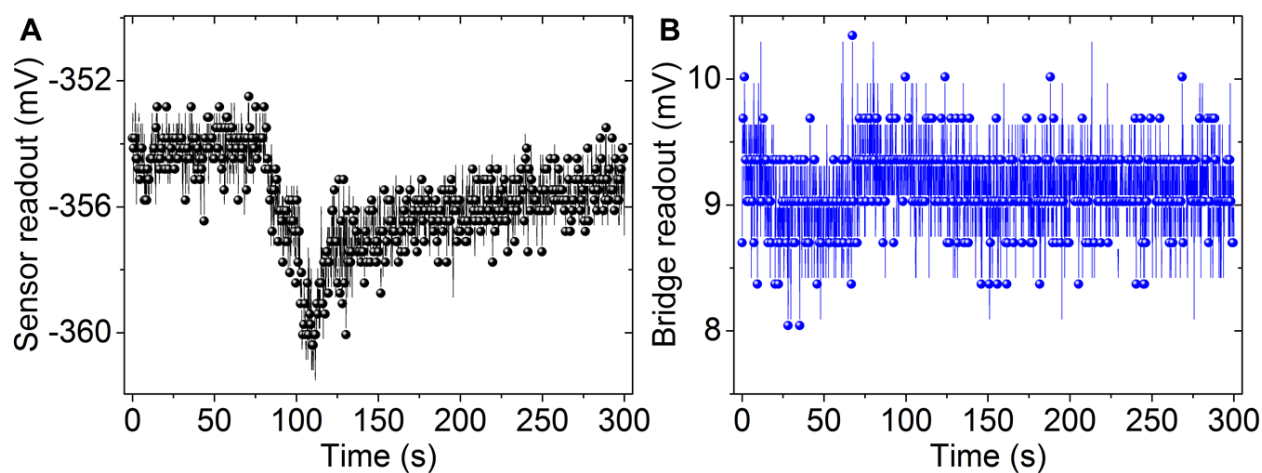 A
Sensor readout (mV)
-352
-356
-360
0 50 100 150 200 250 300
Time (s)
B
Bridge readout (mV)
10
9
8
0 50 100 150 200 250 300
Time (s)